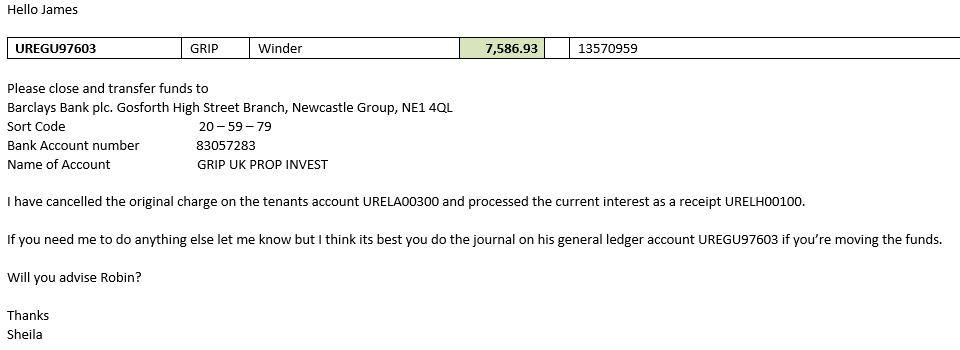 Hello James
UREGU97603 GRIP Winder 7,586.93 13570959
Please close and transfer funds to
Barclays Bank plc. Gosforth High Street Branch, Newcastle Group, NE1 4QL
Sort Code 20 – 59 – 79
Bank Account number 83057283
Name of Account GRIP UK PROP INVEST
I have cancelled the original charge on the tenants account URELA00300 and processed the current interest as a receipt URELH00100.
If you need me to do anything else let me know but I think its best you do the journal on his general ledger account UREGU97603 if you’re moving the funds.
Will you advise Robin?
Thanks
Sheila